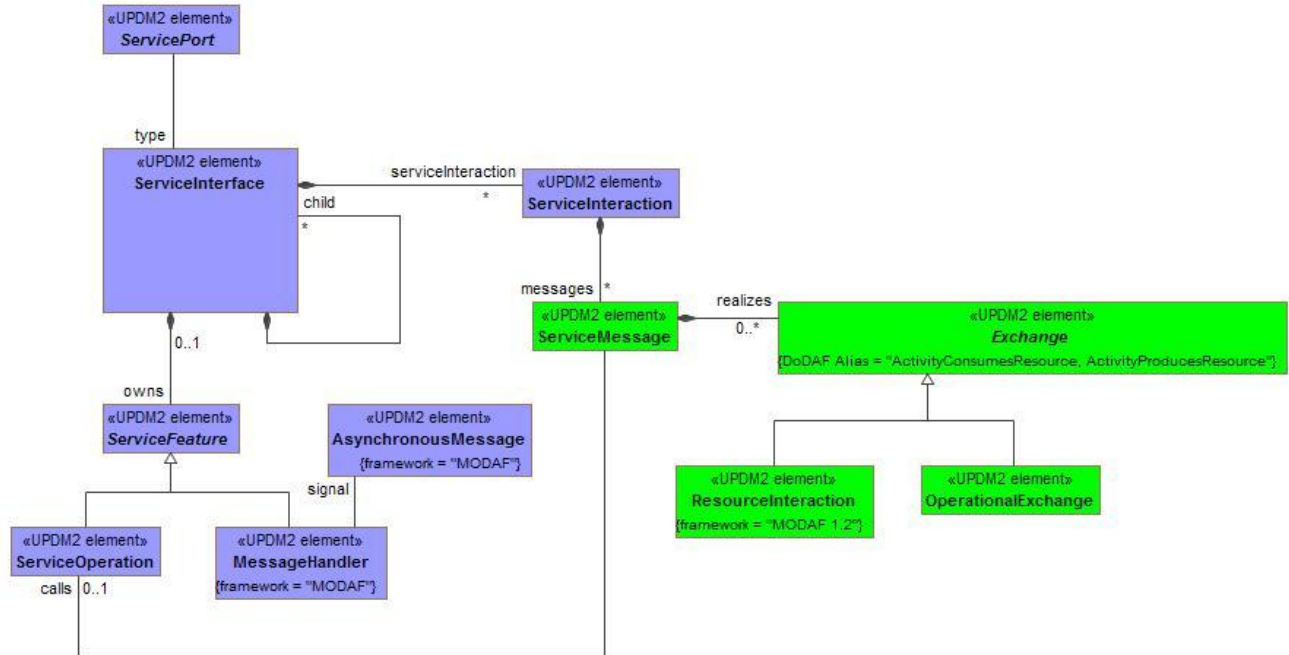 «UPDM2 element»
ServicePort
type
«UPDM2 element»
ServiceInterface
serviceInteraction
*
«UPDM2 element»
ServiceInteraction
child
*
messages
*
«UPDM2 element»
ServiceMessage
realizes
0..*
«UPDM2 element»
Exchange
{DoDAF Alias = "ActivityConsumesResource, ActivityProducesResource"}
0..1
owns
«UPDM2 element»
ServiceFeature
«UPDM2 element»
AsynchronousMessage
{framework = "MODAF"}
signal
«UPDM2 element»
ResourceInteraction
{framework = "MODAF 1.2"}
«UPDM2 element»
OperationalExchange
«UPDM2 element»
ServiceOperation
calls
0..1
«UPDM2 element»
MessageHandler
{framework = "MODAF"}